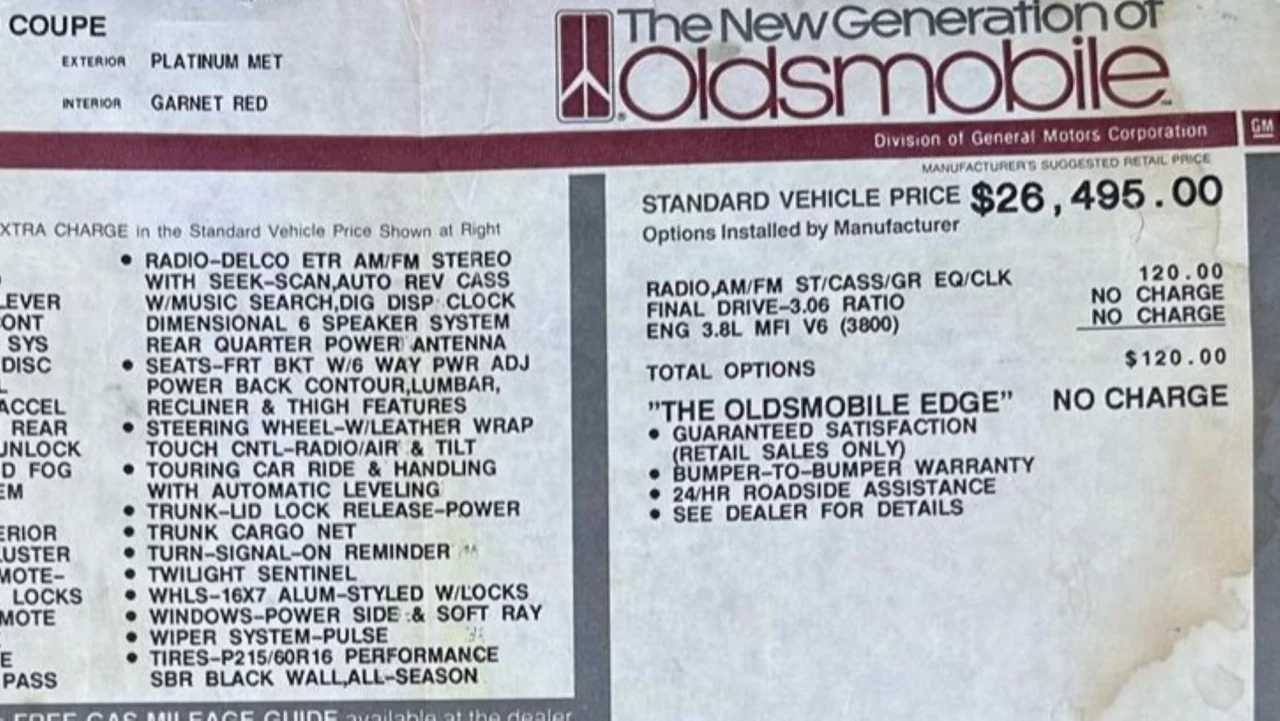 COUPE
EXTERIOR PLATINUM MET
INTERIOR GARNET RED
The New Generation of
Oldsmobile
Division of General Motors Corporation
GM
EXTRA CHARGE in the Standard Vehicle Price Shown at Right
LEVER
ONT
SYS
DISC
ACCEL
REAR
UNLOCK
D FOG
EM
ERIOR
LUSTER
MOTE-
LOCKS
MOTE
E
PASS
• RADIO-DELCO ETR AM/FM STEREO
WITH SEEK-SCAN,AUTO REV CASS
W/MUSIC SEARCH,DIG DISP CLOCK
DIMENSIONAL 6 SPEAKER SYSTEM
REAR QUARTER POWER ANTENNA
• SEATS-FRT BKT W/6 WAY PWR ADJ
POWER BACK CONTOUR,LUMBAR,
RECLINER & THIGH FEATURES
• STEERING WHEEL-W/LEATHER WRAP
TOUCH CNTL-RADIO/AIR & TILT
• TOURING CAR RIDE & HANDLING
WITH AUTOMATIC LEVELING
• TRUNK-LID LOCK RELEASE-POWER
• TRUNK CARGO NET
• TURN-SIGNAL-ON REMINDER
• TWILIGHT SENTINEL
• WHLS-16X7 ALUM-STYLED W/LOCKS
• WINDOWS-POWER SIDE & SOFT RAY
• WIPER SYSTEM-PULSE
• TIRES-P215/60R16 PERFORMANCE
SBR BLACK WALL,ALL-SEASON
FREE GAS MILEAGE GUIDE available at the dealer
MANUFACTURER'S SUGGESTED RETAIL PRICE
STANDARD VEHICLE PRICE $26,495.00
Options Installed by Manufacturer
RADIO,AM/FM ST/CASS/GR EQ/CLK 120.00
FINAL DRIVE-3.06 RATIO NO CHARGE
ENG 3.8L MFI V6 (3800) NO CHARGE
TOTAL OPTIONS $120.00
"THE OLDSMOBILE EDGE" NO CHARGE
• GUARANTEED SATISFACTION
(RETAIL SALES ONLY)
• BUMPER-TO-BUMPER WARRANTY
• 24/HR ROADSIDE ASSISTANCE
• SEE DEALER FOR DETAILS